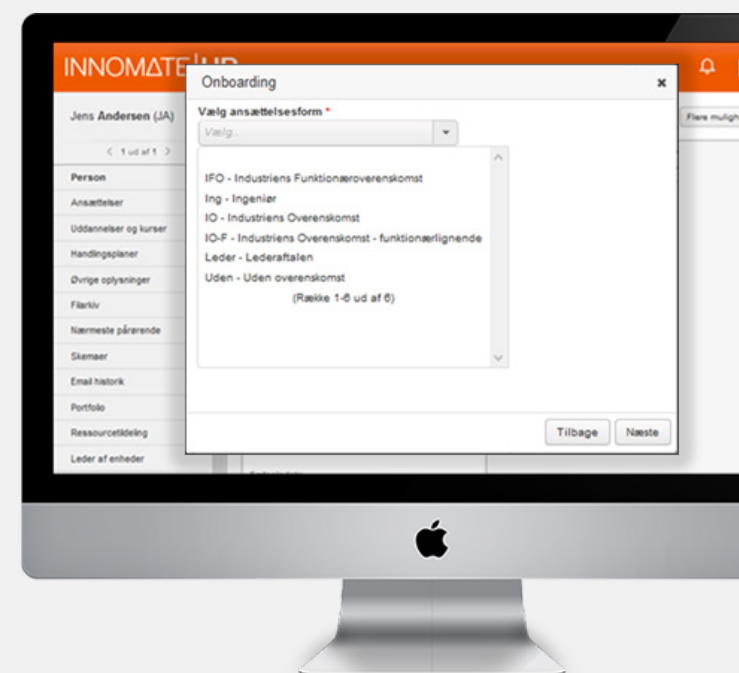 INNOMΔTE
Onboarding
Jens Andersen (JA)
Vælg ansættelsesform *
Vælg..
Flere muligh
1 ud af 1
Person
Ansættelser
Uddannelser og kurser
Handlingsplaner
Øvrige oplysninger
Filarkiv
Nærmeste pårørende
Skemaer
Email historik
Portfolio
Ressourcetildeling
Leder af enheder
IFO - Industriens Funktionæroverenskomst
Ing - Ingeniør
IO - Industriens Overenskomst
IO-F - Industriens Overenskomst - funktionærlignende
Leder - Lederaftalen
Uden - Uden overenskomst
(Række 1-6 ud af 6)
Tilbage
Næste